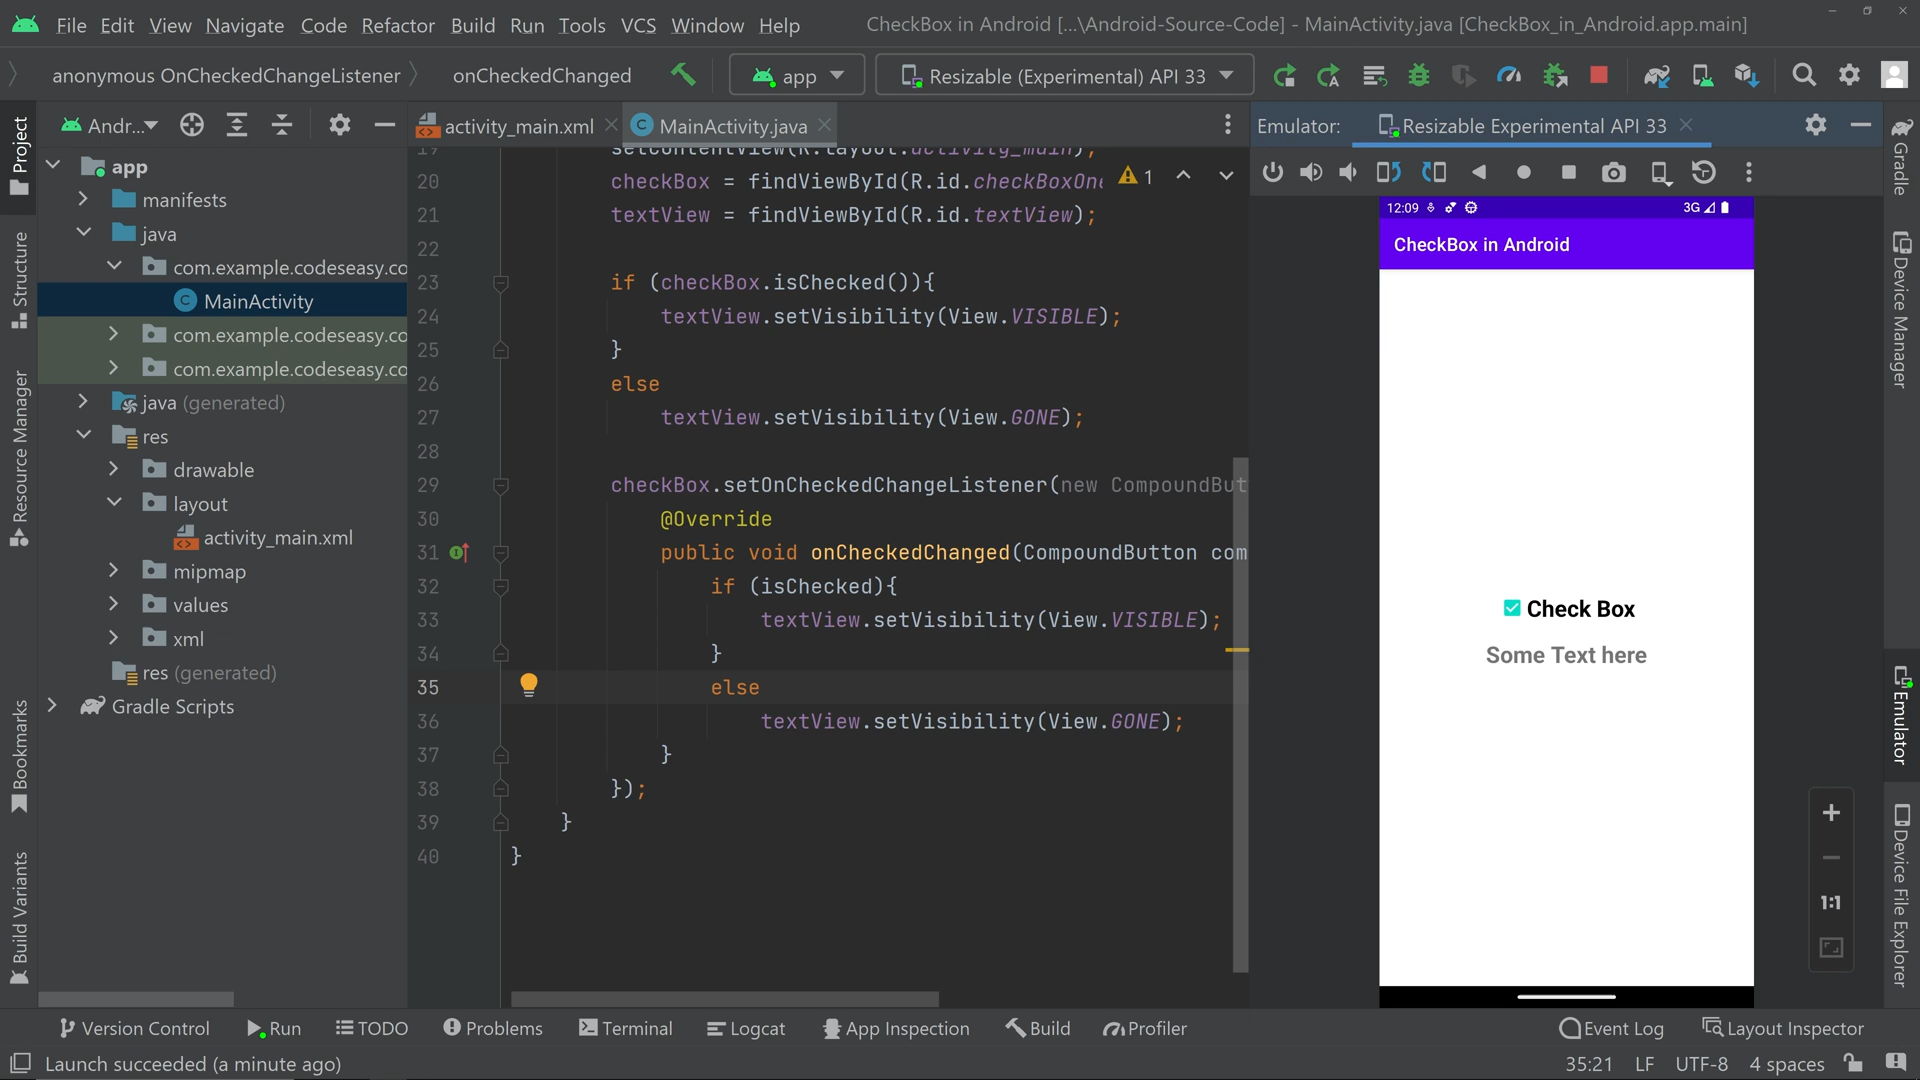 File Edit View Navigate Code Refactor Build Run Tools VCS Window Help
CheckBox in Android [...\Android-Source-Code] - MainActivity.java [CheckBox_in_Android.app.main]
anonymous OnCheckedChangeListener onCheckedChanged
app
Resizable (Experimental) API 33
Project
Structure
Resource Manager
Bookmarks
Build Variants
Andr...
app
manifests
java
com.example.codeseasy.co
MainActivity
com.example.codeseasy.co
com.example.codeseasy.co
java (generated)
res
drawable
layout
activity_main.xml
mipmap
values
xml
res (generated)
Gradle Scripts
activity_main.xml
MainActivity.java
1
19 setContentView(R.layout.activity_main);
20 checkBox = findViewById(R.id.checkBoxOn
21 textView = findViewById(R.id.textView);
22
23 if (checkBox.isChecked()){
24 textView.setVisibility(View.VISIBLE);
25 }
26 else
27 textView.setVisibility(View.GONE);
28
29 checkBox.setOnCheckedChangeListener(new CompoundBut
30 @Override
31 public void onCheckedChanged(CompoundButton com
32 if (isChecked){
33 textView.setVisibility(View.VISIBLE);
34 }
35 else
36 textView.setVisibility(View.GONE);
37 }
38 });
39 }
40 }
Emulator: Resizable Experimental API 33
12:09 3G
CheckBox in Android
Check Box
Some Text here
1:1
Gradle
Device Manager
Emulator
Device File Explorer
Version Control Run TODO Problems Terminal Logcat App Inspection Build Profiler
Event Log Layout Inspector
Launch succeeded (a minute ago)
35:21 LF UTF-8 4 spaces